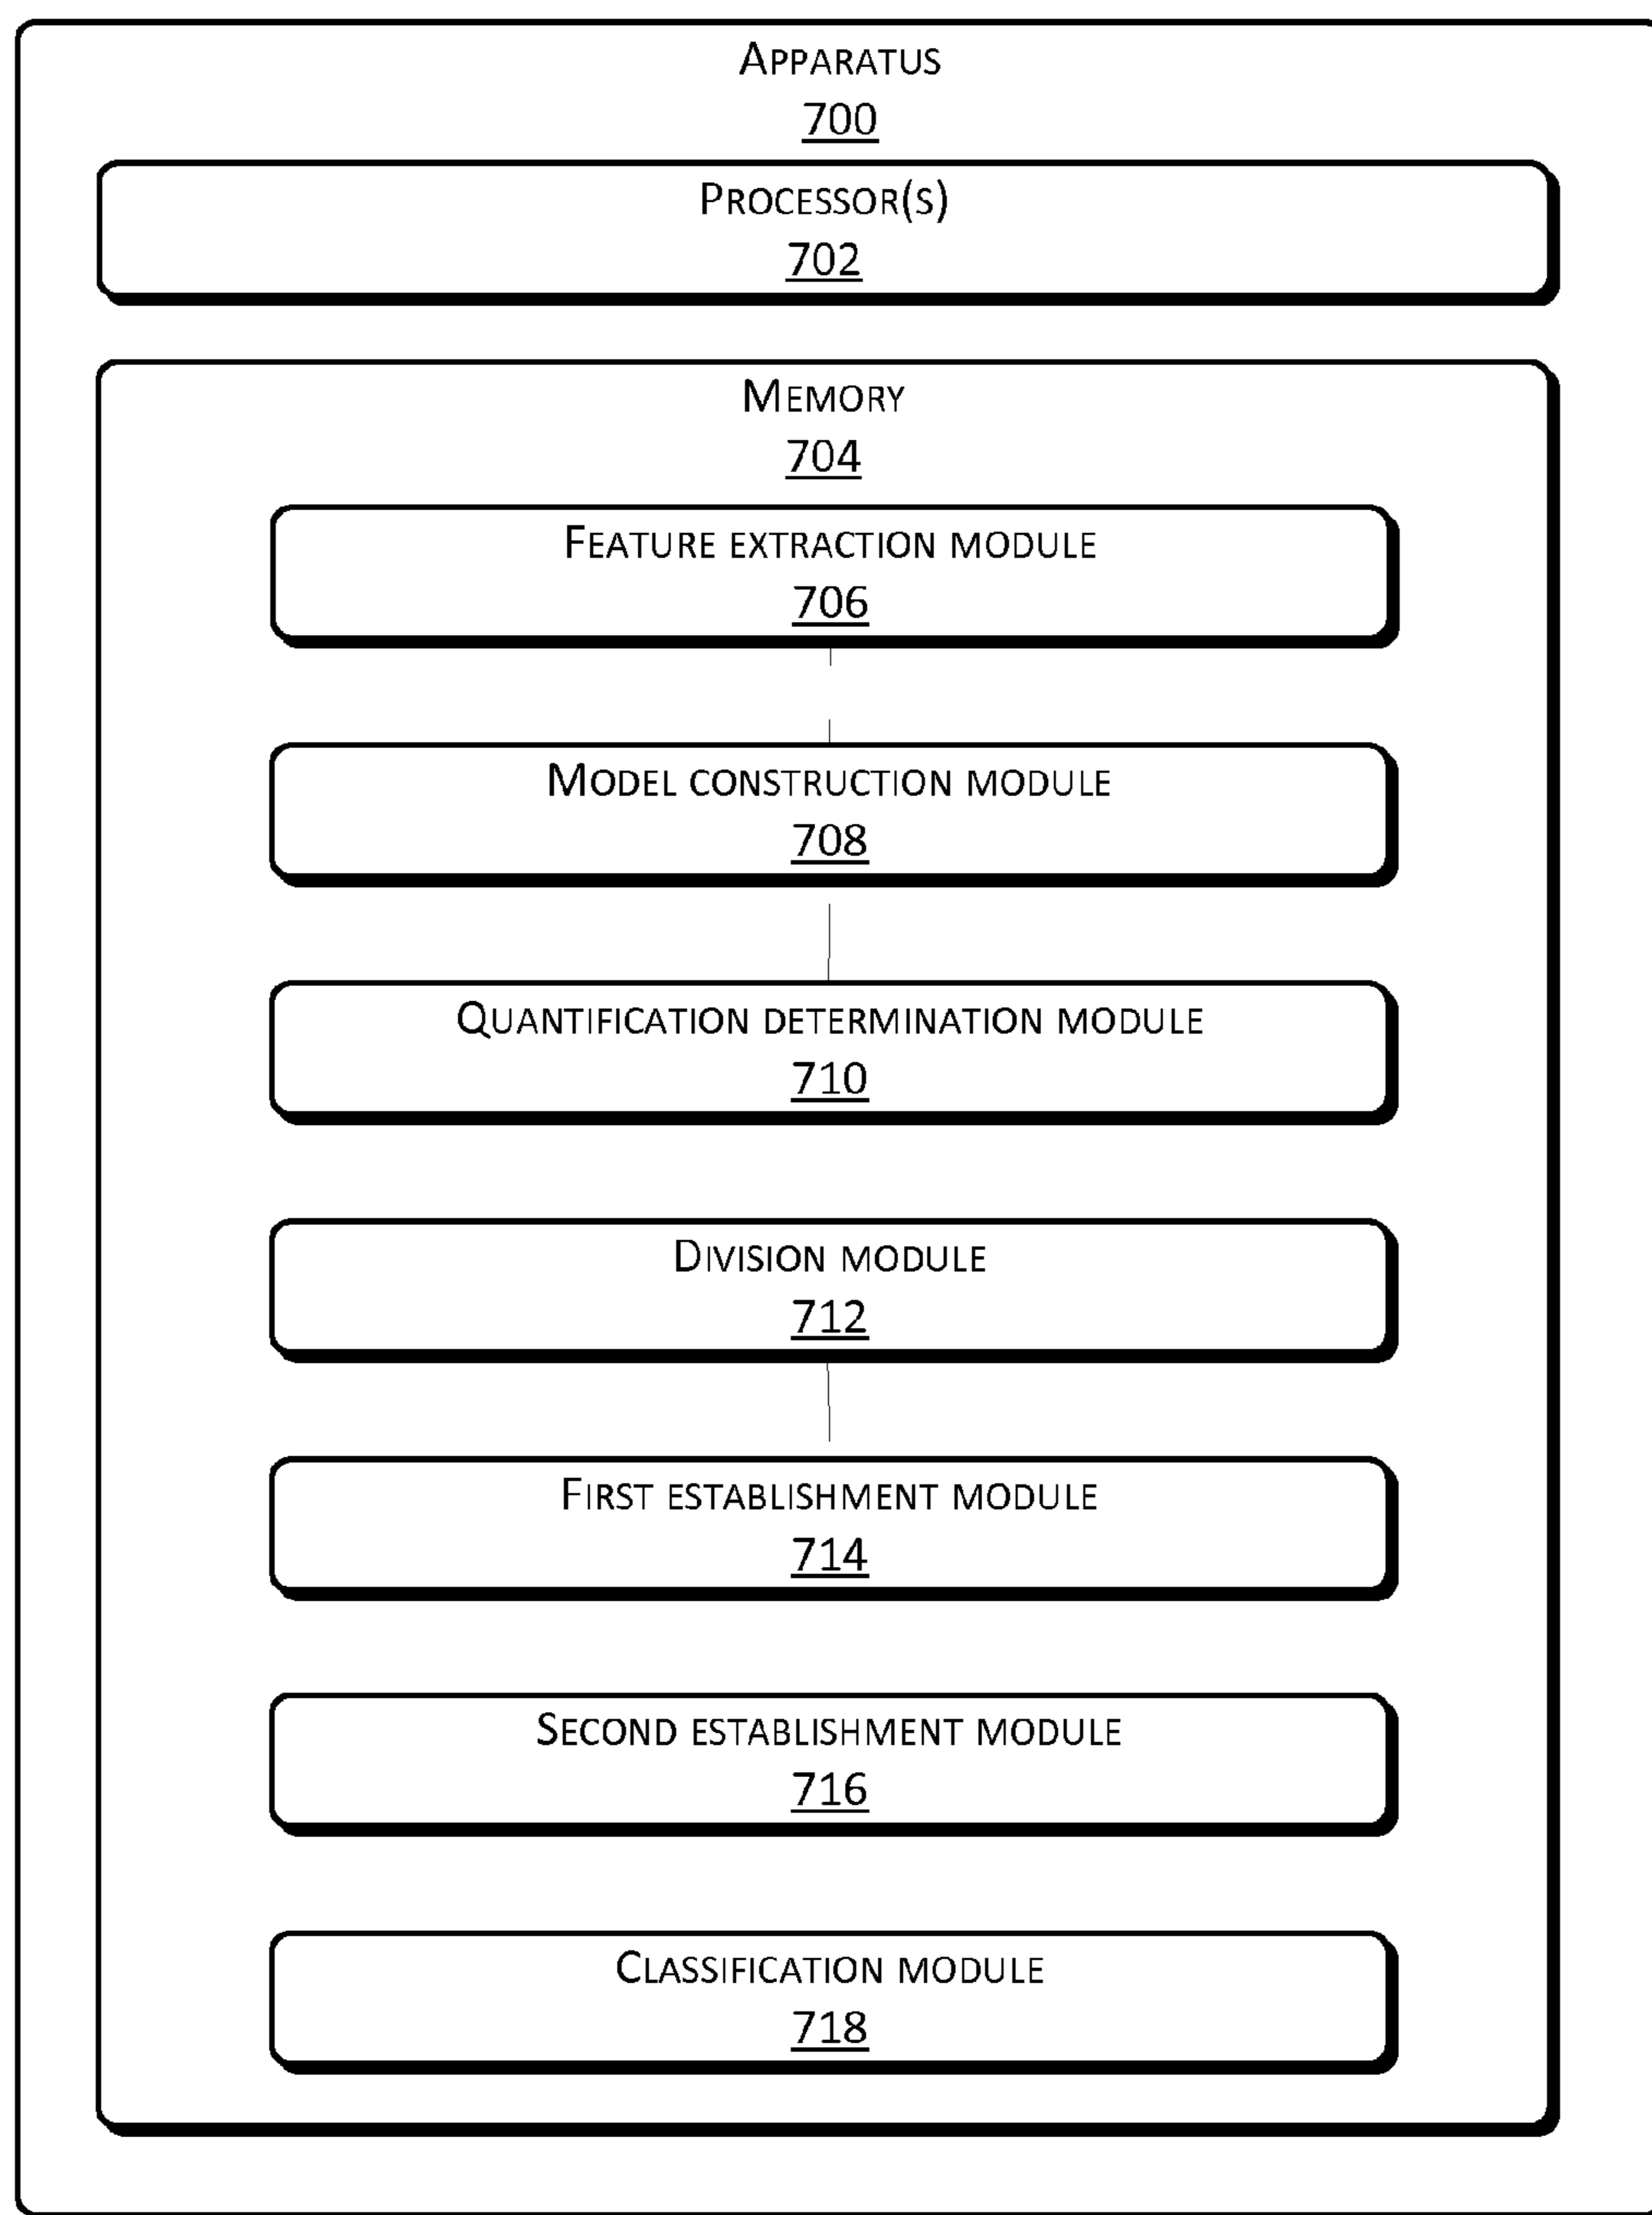 APPARATUS
700
PROCESSOR(S)
702
MEMORY
704
FEATURE EXTRACTION MODULE
706
MODEL CONSTRUCTION MODULE
708
QUANTIFICATION DETERMINATION MODULE
710
DIVISION MODULE
712
FIRST ESTABLISHMENT MODULE
714
SECOND ESTABLISHMENT MODULE
716
CLASSIFICATION MODULE
718